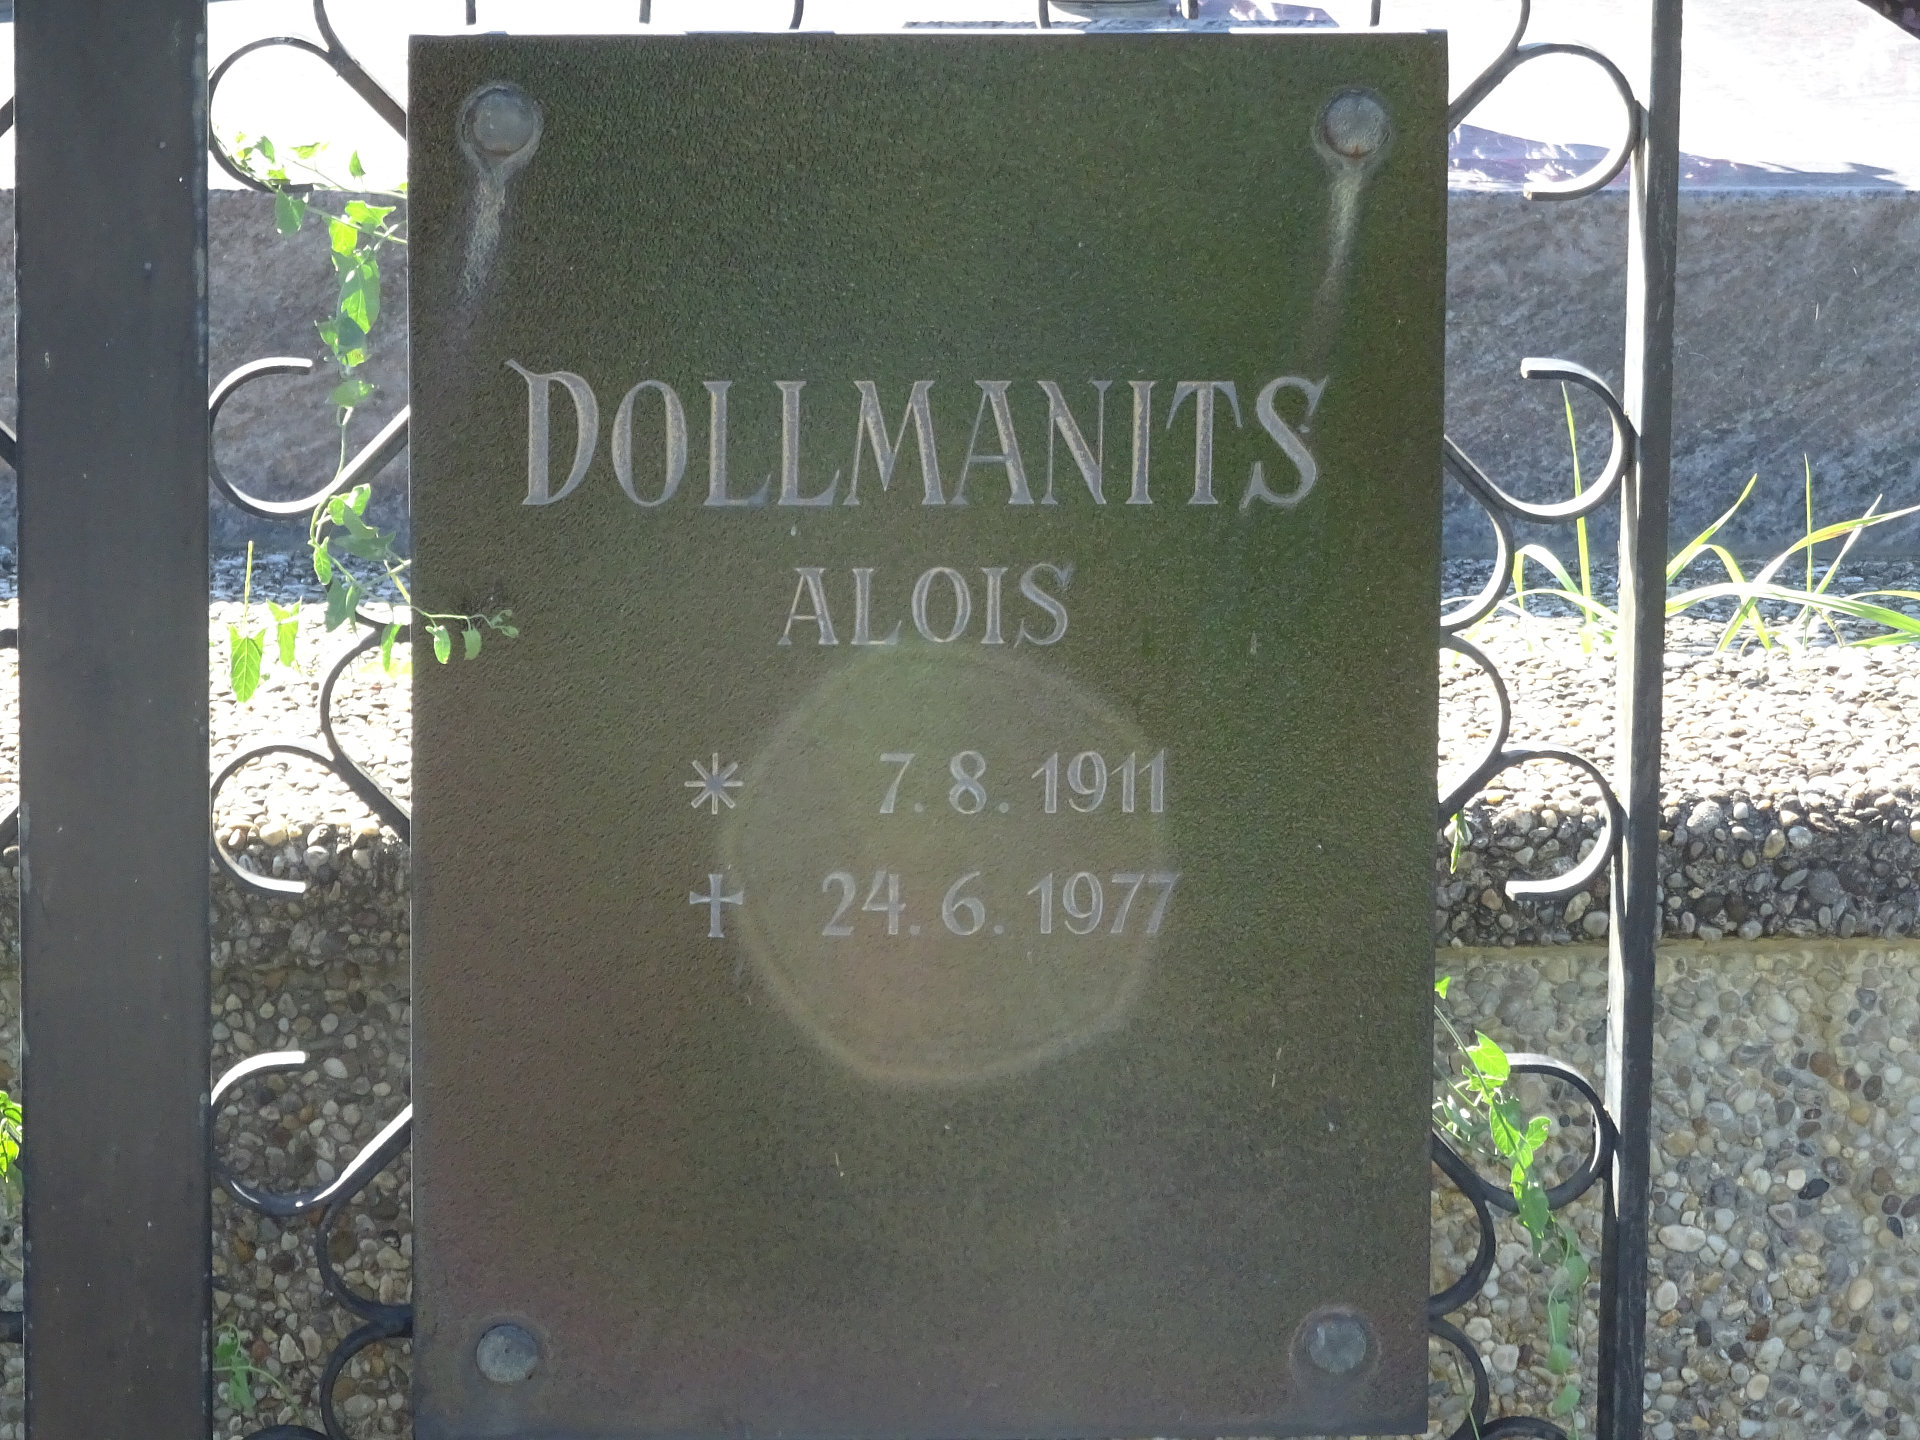 DOLLMANITS
ALOIS
* 7. 8. 1911
✝ 24. 6. 1977